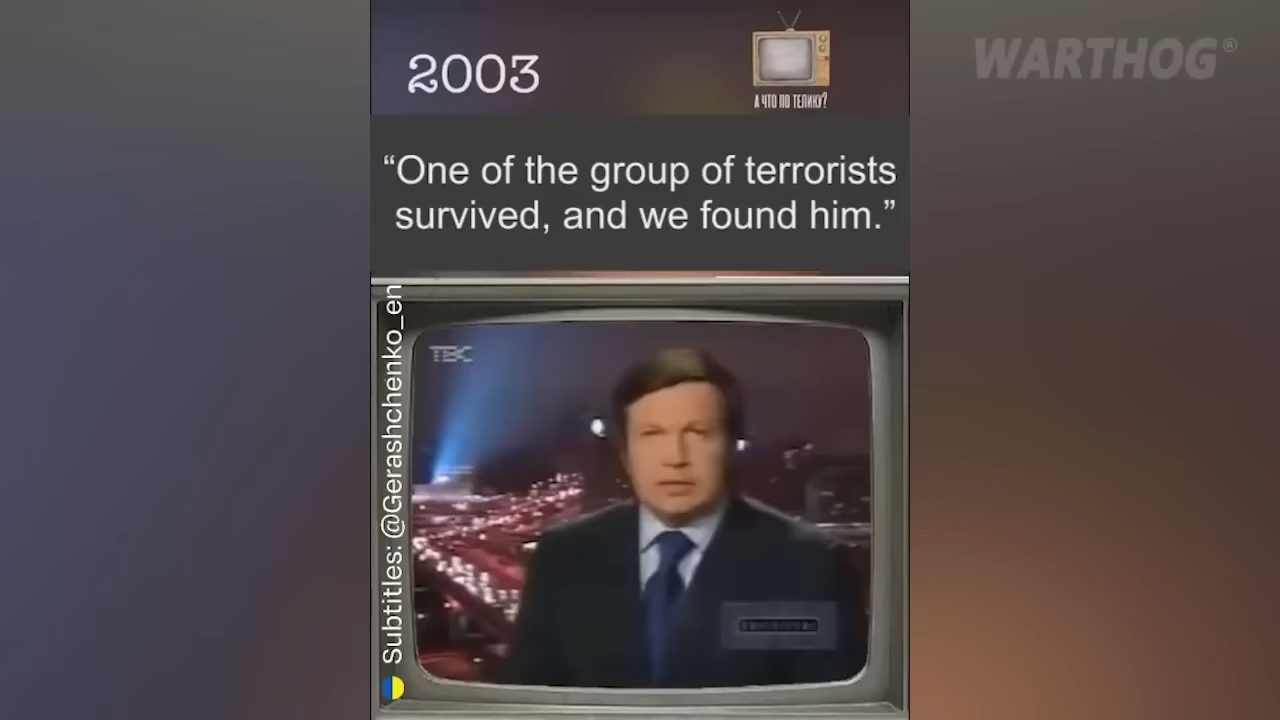 2003
А ЧТО ПО ТЕЛИКУ?
WARTHOG®
“One of the group of terrorists
survived, and we found him.”
ТВС
Subtitles: @Gerashchenko_en